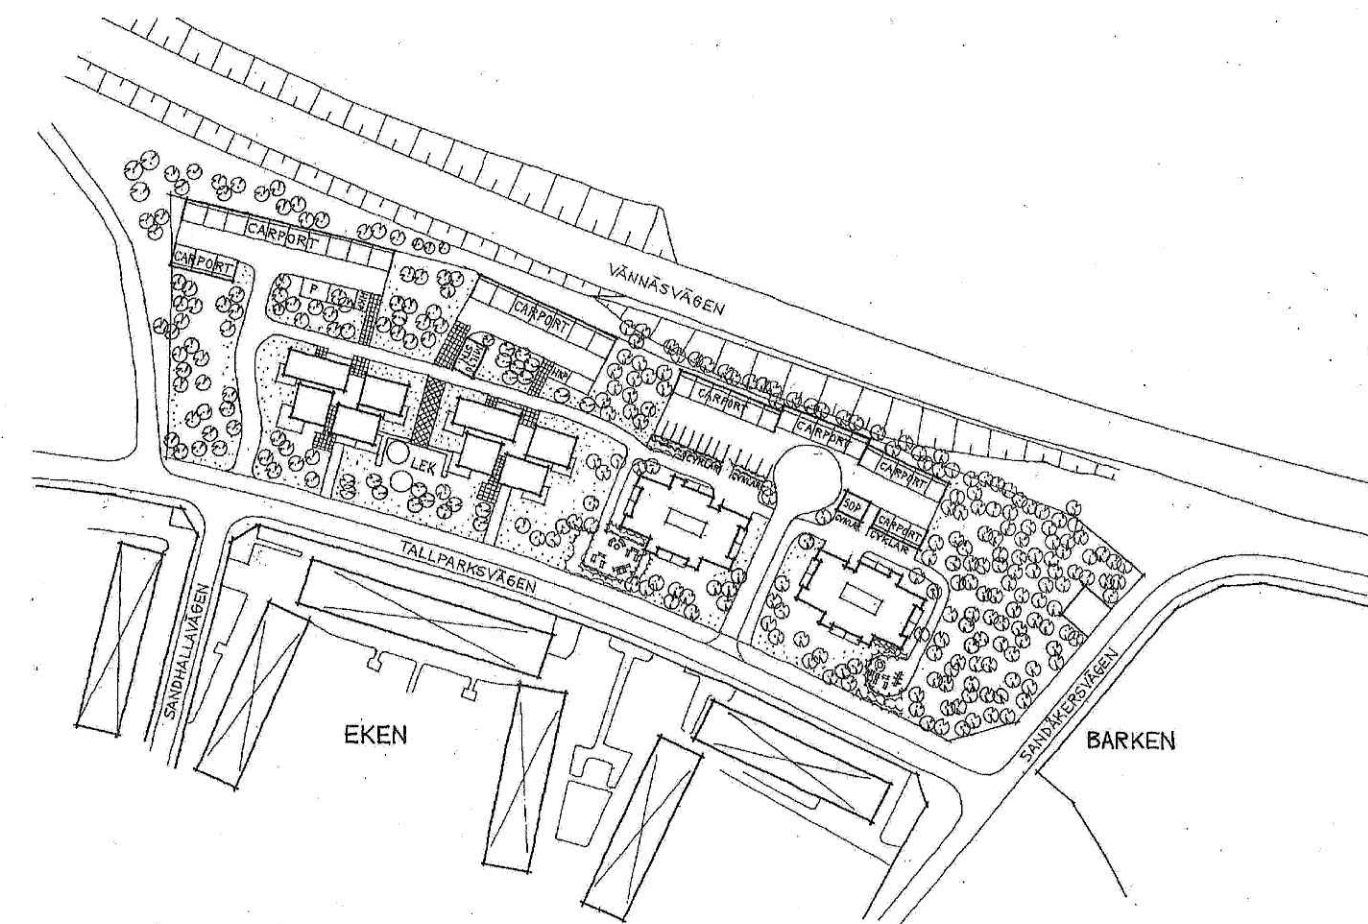 CARPORT
CARPORT
P
CARPORT
VÄNNÄSVÄGEN
HKP
CARPORT
CARPORT
CARPORT
CYKLAR
CYKLAR
SOP
CYKLAR
CARPORT
CYKLAR
LEK
TALLPARKSVÄGEN
SANDHALLAVÄGEN
EKEN
SANDÅKERSVÄGEN
BARKEN